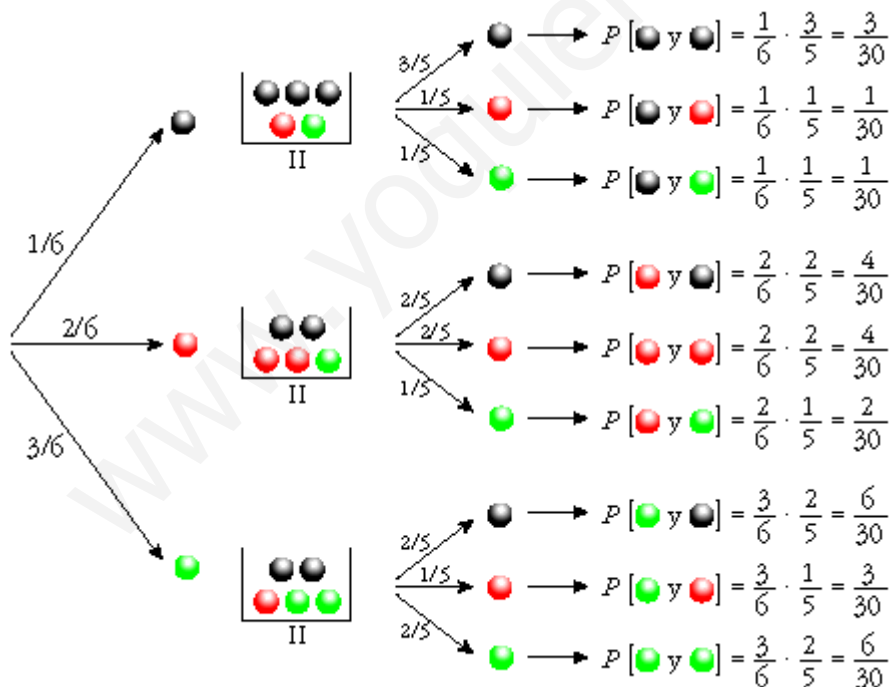 3/5 P [ y ] = 1/6 · 3/5 = 3/30
1/5 P [ y ] = 1/6 · 1/5 = 1/30
II
1/5 P [ y ] = 1/6 · 1/5 = 1/30
1/6
2/5 P [ y ] = 2/6 · 2/5 = 4/30
2/6
2/5 P [ y ] = 2/6 · 2/5 = 4/30
II
1/5 P [ y ] = 2/6 · 1/5 = 2/30
3/6
2/5 P [ y ] = 3/6 · 2/5 = 6/30
1/5 P [ y ] = 3/6 · 1/5 = 3/30
II
2/5 P [ y ] = 3/6 · 2/5 = 6/30
www.yoquie